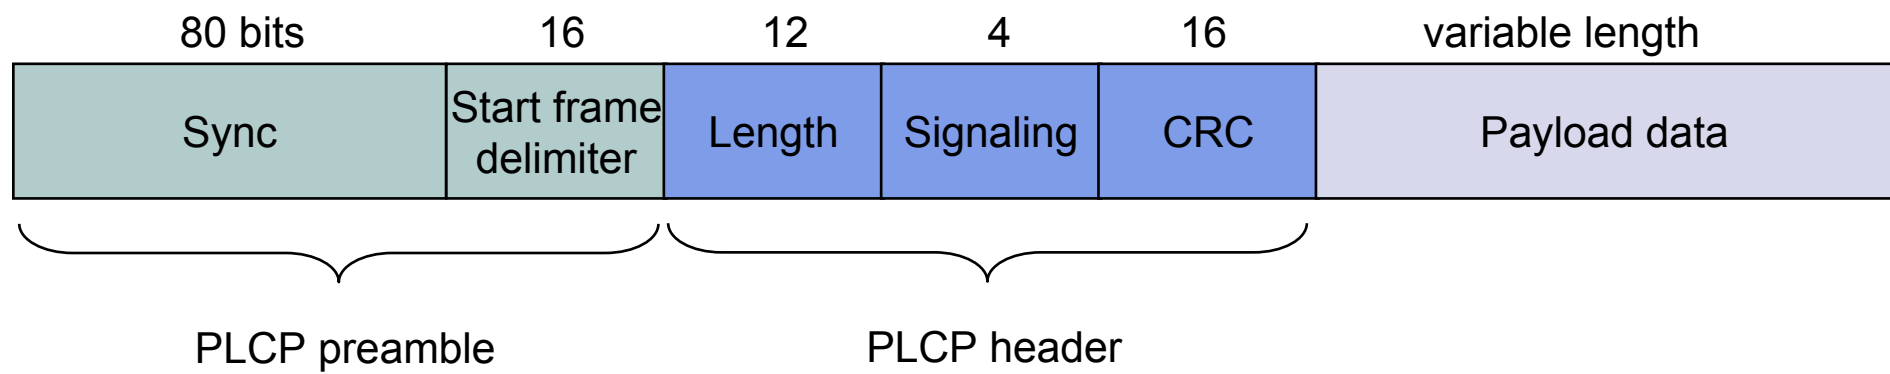 80 bits 16 12 4 16 variable length
Sync
Start frame
delimiter
Length
Signaling
CRC
Payload data
PLCP preamble
PLCP header